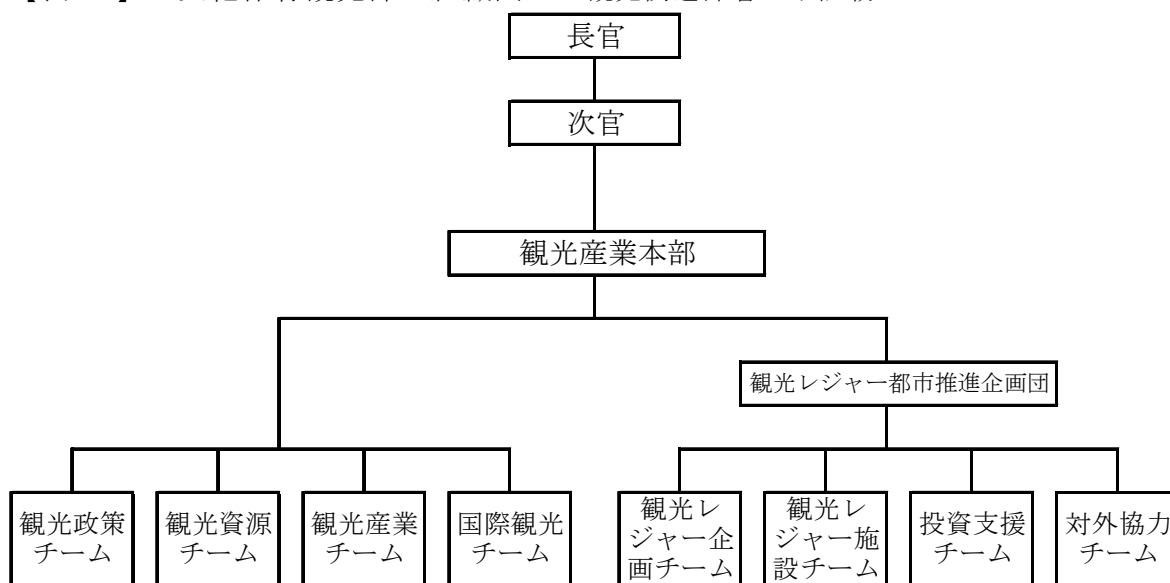 長官
次官
観光産業本部
観光レジャー都市推進企画団
観光政策
チーム
観光資源
チーム
観光産業
チーム
国際観光
チーム
観光レ
ジャー企
画チーム
観光レ
ジャー施
設チーム
投資支援
チーム
対外協力
チーム